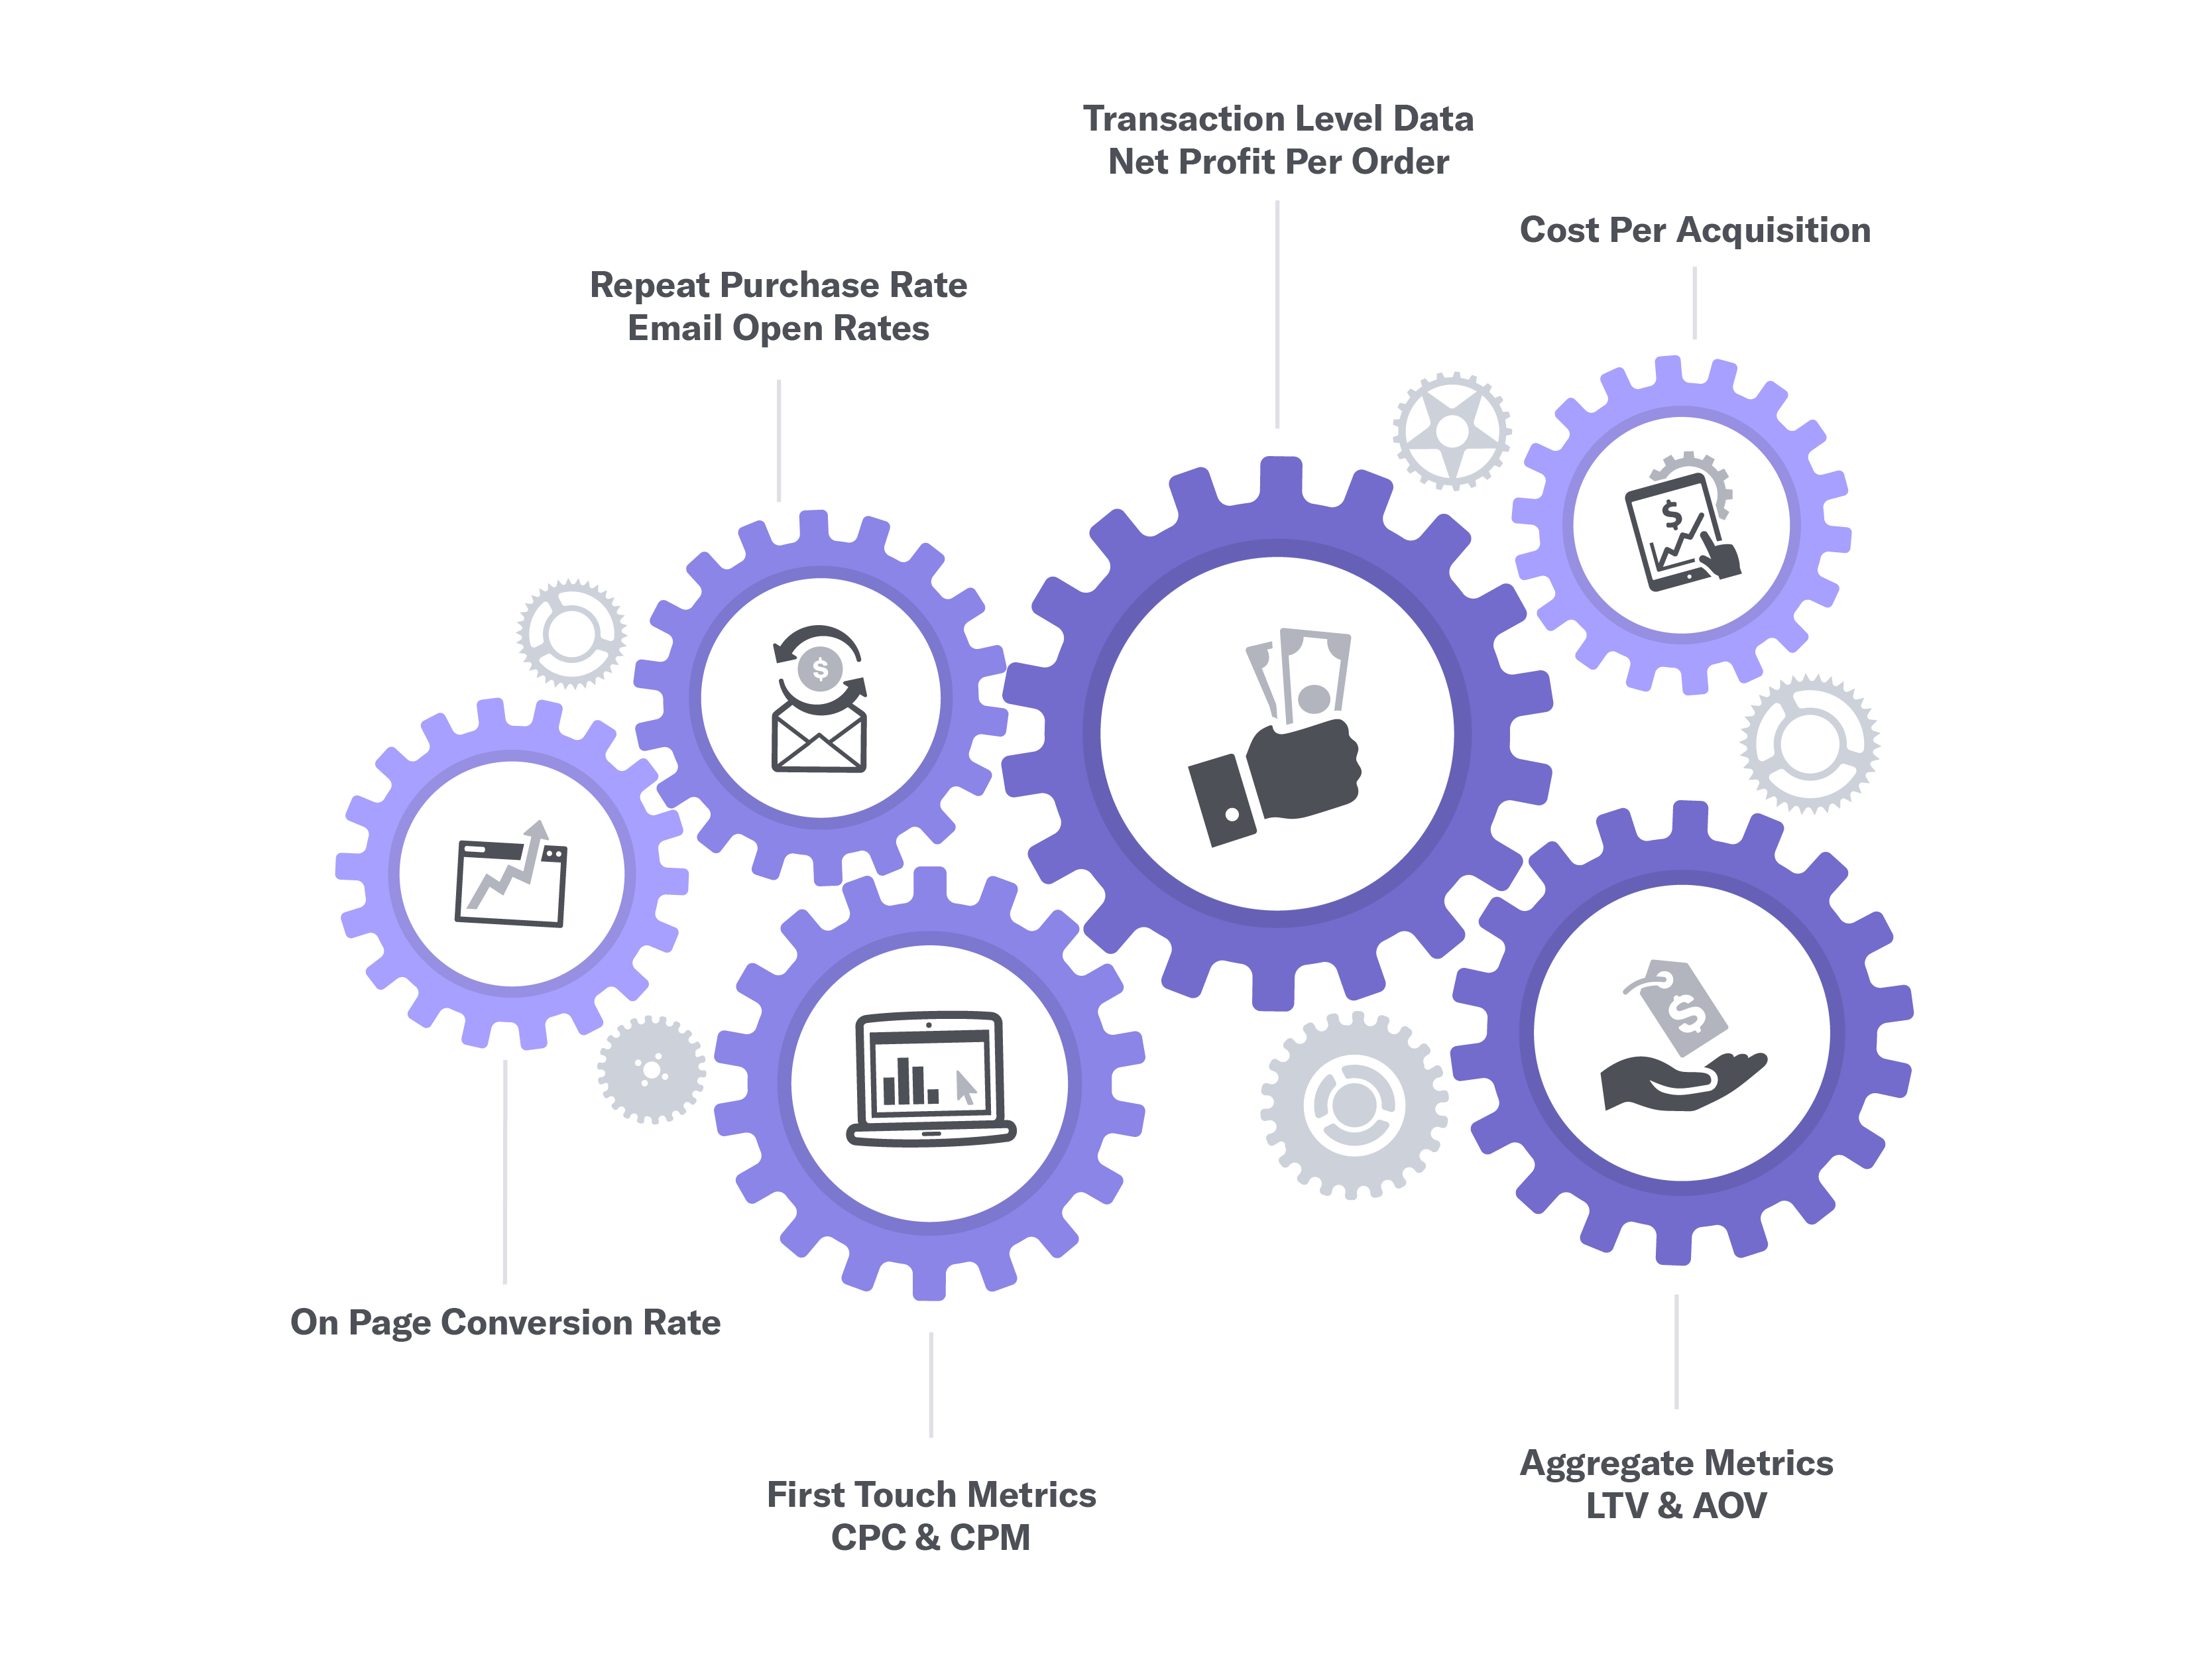 Transaction Level Data
Net Profit Per Order
Cost Per Acquisition
Repeat Purchase Rate
Email Open Rates
$
$
$
On Page Conversion Rate
First Touch Metrics
CPC & CPM
Aggregate Metrics
LTV & AOV